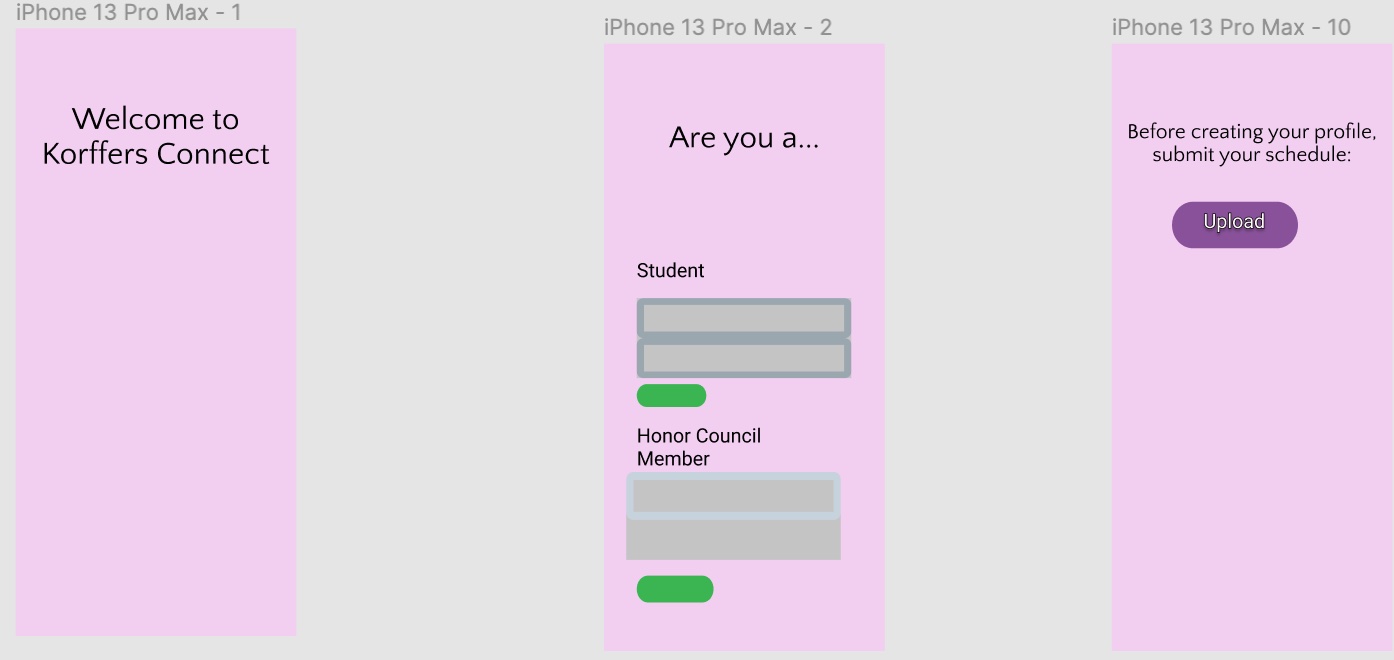 iPhone 13 Pro Max - 1
Welcome to
Korffers Connect
iPhone 13 Pro Max - 2
Are you a...
Student
Honor Council
Member
iPhone 13 Pro Max - 10
Before creating your profile,
submit your schedule:
Upload